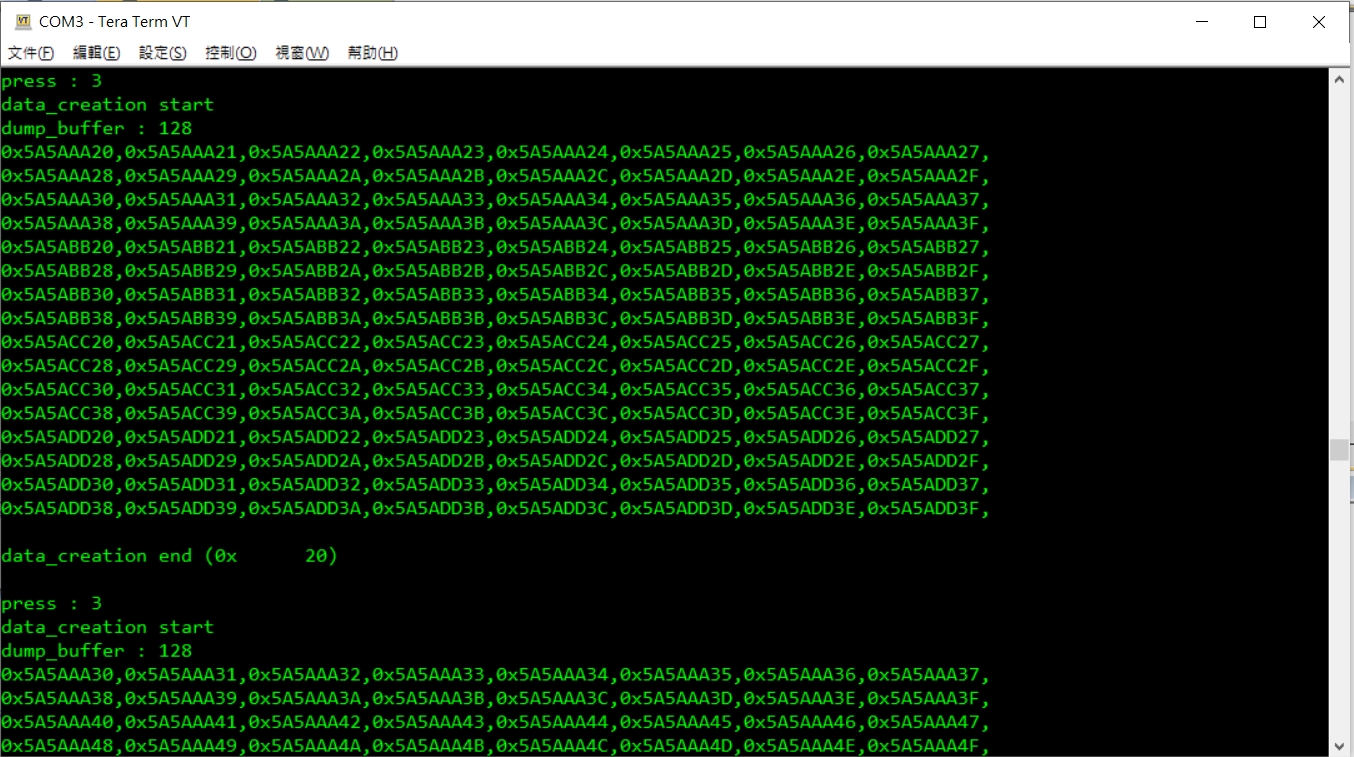 COM3 - Tera Term VT
文件(F) 編輯(E) 設定(S) 控制(O) 視窗(W) 幫助(H)
press : 3
data_creation start
dump_buffer : 128
0x5A5AAA20,0x5A5AAA21,0x5A5AAA22,0x5A5AAA23,0x5A5AAA24,0x5A5AAA25,0x5A5AAA26,0x5A5AAA27,
0x5A5AAA28,0x5A5AAA29,0x5A5AAA2A,0x5A5AAA2B,0x5A5AAA2C,0x5A5AAA2D,0x5A5AAA2E,0x5A5AAA2F,
0x5A5AAA30,0x5A5AAA31,0x5A5AAA32,0x5A5AAA33,0x5A5AAA34,0x5A5AAA35,0x5A5AAA36,0x5A5AAA37,
0x5A5AAA38,0x5A5AAA39,0x5A5AAA3A,0x5A5AAA3B,0x5A5AAA3C,0x5A5AAA3D,0x5A5AAA3E,0x5A5AAA3F,
0x5A5ABB20,0x5A5ABB21,0x5A5ABB22,0x5A5ABB23,0x5A5ABB24,0x5A5ABB25,0x5A5ABB26,0x5A5ABB27,
0x5A5ABB28,0x5A5ABB29,0x5A5ABB2A,0x5A5ABB2B,0x5A5ABB2C,0x5A5ABB2D,0x5A5ABB2E,0x5A5ABB2F,
0x5A5ABB30,0x5A5ABB31,0x5A5ABB32,0x5A5ABB33,0x5A5ABB34,0x5A5ABB35,0x5A5ABB36,0x5A5ABB37,
0x5A5ABB38,0x5A5ABB39,0x5A5ABB3A,0x5A5ABB3B,0x5A5ABB3C,0x5A5ABB3D,0x5A5ABB3E,0x5A5ABB3F,
0x5A5ACC20,0x5A5ACC21,0x5A5ACC22,0x5A5ACC23,0x5A5ACC24,0x5A5ACC25,0x5A5ACC26,0x5A5ACC27,
0x5A5ACC28,0x5A5ACC29,0x5A5ACC2A,0x5A5ACC2B,0x5A5ACC2C,0x5A5ACC2D,0x5A5ACC2E,0x5A5ACC2F,
0x5A5ACC30,0x5A5ACC31,0x5A5ACC32,0x5A5ACC33,0x5A5ACC34,0x5A5ACC35,0x5A5ACC36,0x5A5ACC37,
0x5A5ACC38,0x5A5ACC39,0x5A5ACC3A,0x5A5ACC3B,0x5A5ACC3C,0x5A5ACC3D,0x5A5ACC3E,0x5A5ACC3F,
0x5A5ADD20,0x5A5ADD21,0x5A5ADD22,0x5A5ADD23,0x5A5ADD24,0x5A5ADD25,0x5A5ADD26,0x5A5ADD27,
0x5A5ADD28,0x5A5ADD29,0x5A5ADD2A,0x5A5ADD2B,0x5A5ADD2C,0x5A5ADD2D,0x5A5ADD2E,0x5A5ADD2F,
0x5A5ADD30,0x5A5ADD31,0x5A5ADD32,0x5A5ADD33,0x5A5ADD34,0x5A5ADD35,0x5A5ADD36,0x5A5ADD37,
0x5A5ADD38,0x5A5ADD39,0x5A5ADD3A,0x5A5ADD3B,0x5A5ADD3C,0x5A5ADD3D,0x5A5ADD3E,0x5A5ADD3F,
data_creation end (0x      20)
press : 3
data_creation start
dump_buffer : 128
0x5A5AAA30,0x5A5AAA31,0x5A5AAA32,0x5A5AAA33,0x5A5AAA34,0x5A5AAA35,0x5A5AAA36,0x5A5AAA37,
0x5A5AAA38,0x5A5AAA39,0x5A5AAA3A,0x5A5AAA3B,0x5A5AAA3C,0x5A5AAA3D,0x5A5AAA3E,0x5A5AAA3F,
0x5A5AAA40,0x5A5AAA41,0x5A5AAA42,0x5A5AAA43,0x5A5AAA44,0x5A5AAA45,0x5A5AAA46,0x5A5AAA47,
0x5A5AAA48,0x5A5AAA49,0x5A5AAA4A,0x5A5AAA4B,0x5A5AAA4C,0x5A5AAA4D,0x5A5AAA4E,0x5A5AAA4F,